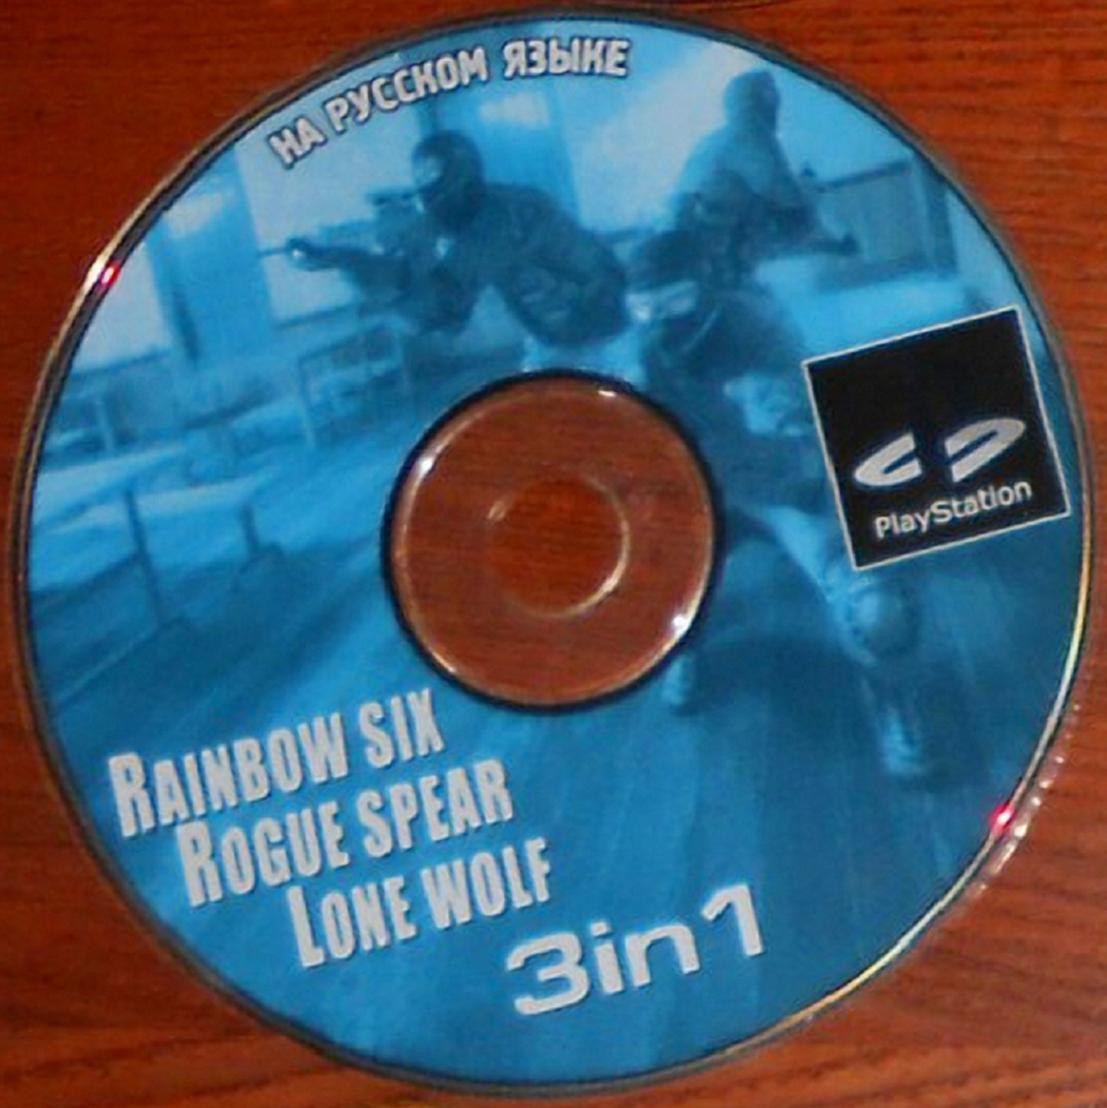 НА РУССКОМ ЯЗЫКЕ
PlayStation
RAINBOW SIX
ROGUE SPEAR
LONE WOLF
3in1